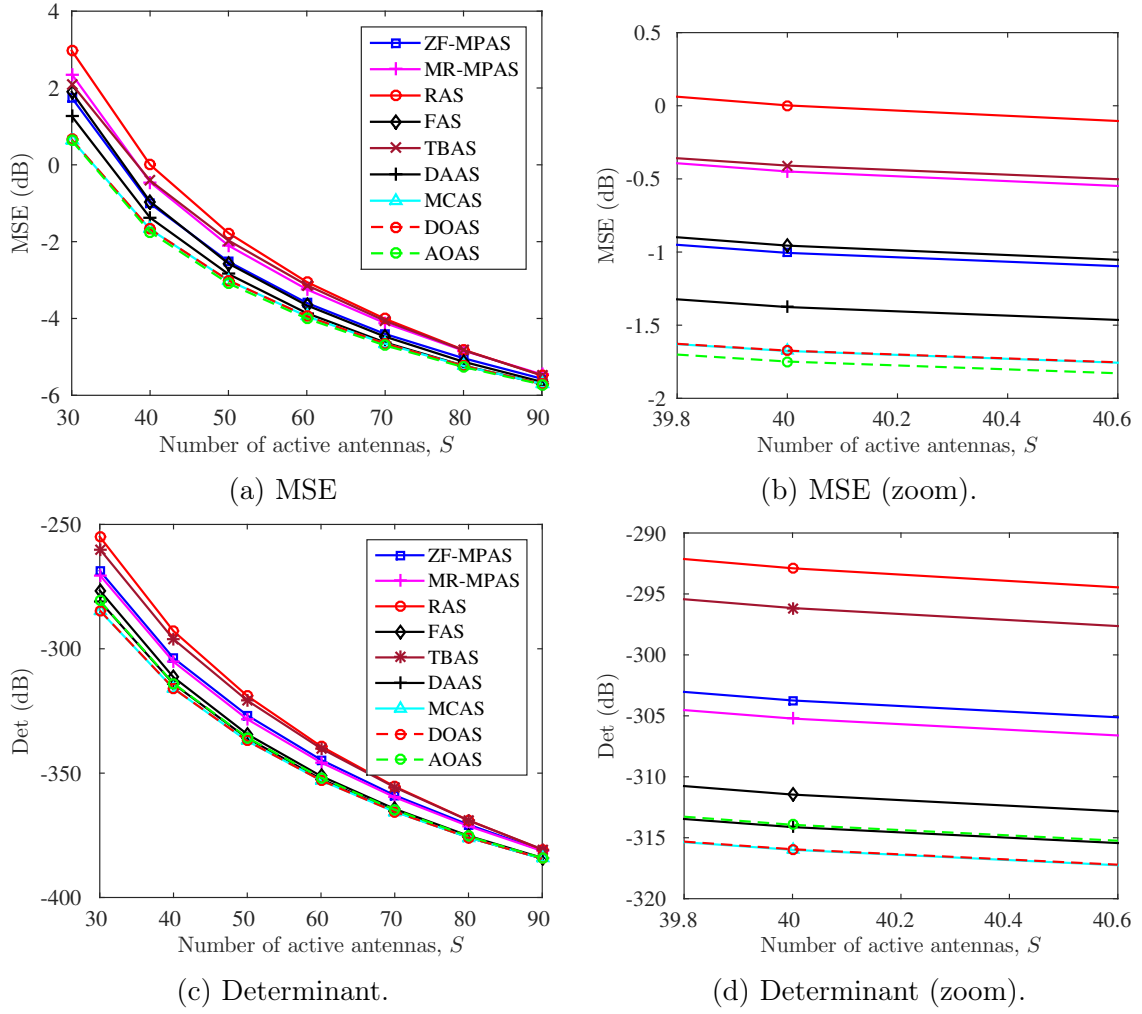 4
2
0
-2
-4
-6
MSE (dB)
30 40 50 60 70 80 90
Number of active antennas, S
ZF-MPAS
MR-MPAS
RAS
FAS
TBAS
DAAS
MCAS
DOAS
AOAS
(a) MSE
0.5
0
-0.5
-1
-1.5
-2
MSE (dB)
39.8 40 40.2 40.4 40.6
Number of active antennas, S
(b) MSE (zoom).
-250
-300
-350
-400
Det (dB)
30 40 50 60 70 80 90
Number of active antennas, S
ZF-MPAS
MR-MPAS
RAS
FAS
TBAS
DAAS
MCAS
DOAS
AOAS
(c) Determinant.
-290
-295
-300
-305
-310
-315
-320
Det (dB)
39.8 40 40.2 40.4 40.6
Number of active antennas, S
(d) Determinant (zoom).